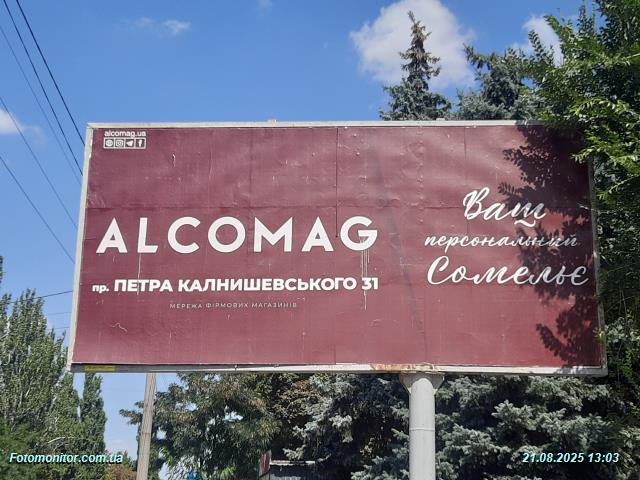 alcomag.ua
ALCOMAG
пр. ПЕТРА КАЛНИШЕВСЬКОГО 31
МЕРЕЖА ФІРМОВИХ МАГАЗИНІВ
Ваш
персональний
Сомельє
Fotomonitor.com.ua
21.08.2025 13:03